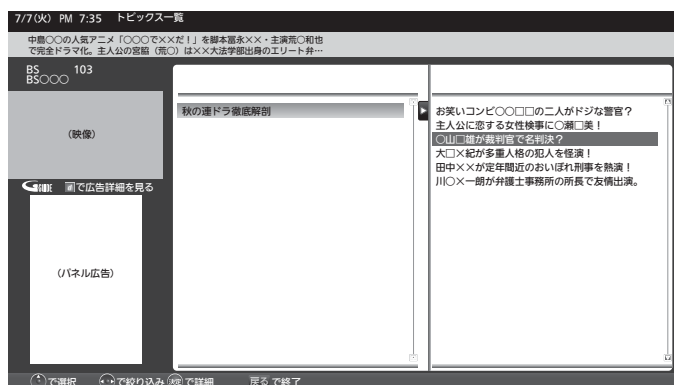 7/7(火) PM 7:35 トピックス一覧
中島○○の人気アニメ「○○○で××だ!」を脚本冨永××・主演荒○和也
で完全ドラマ化。主人公の宮脇(荒○)は××大法学部出身のエリート弁…
BS 103
BS○○○
(映像)
GUIDE で広告詳細を見る
(パネル広告)
秋の連ドラ徹底解剖
お笑いコンビ○○□□の二人がドジな警官?
主人公に恋する女性検事に○瀬□美!
○山□雄が裁判官で名判決?
大□×紀が多重人格の犯人を怪演!
田中××が定年間近のおいぼれ刑事を熱演!
川○×一朗が弁護士事務所の所長で友情出演。
で選択 で絞り込み 決定 で詳細 戻る で終了